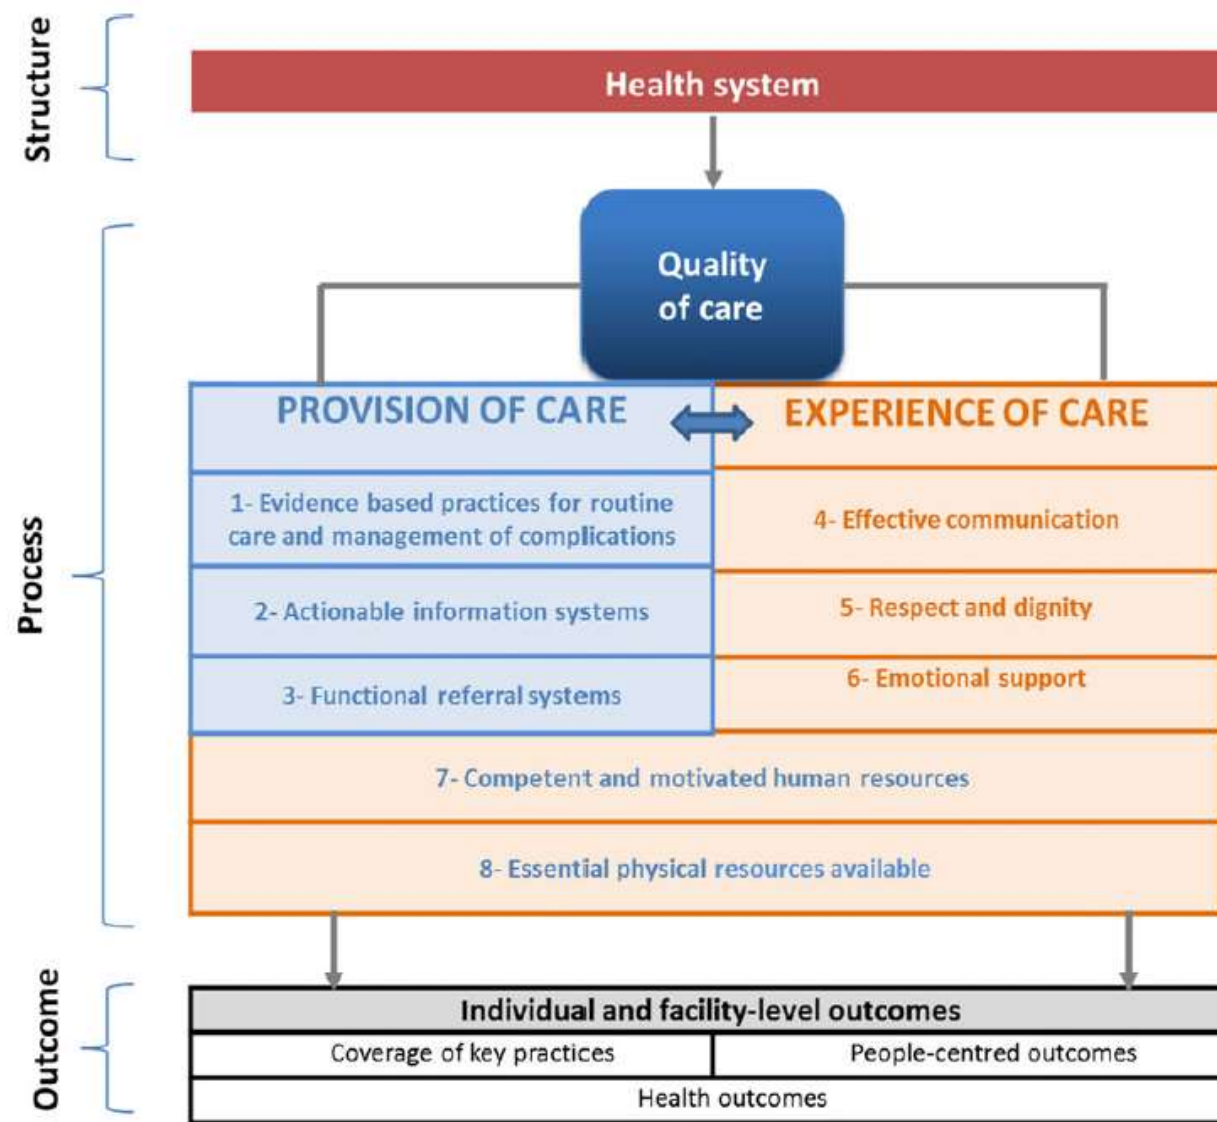 Structure
Health system
Process
Quality
of care
PROVISION OF CARE
EXPERIENCE OF CARE
1- Evidence based practices for routine
care and management of complications
4- Effective communication
2- Actionable information systems
5- Respect and dignity
3- Functional referral systems
6- Emotional support
7- Competent and motivated human resources
8- Essential physical resources available
Outcome
Individual and facility-level outcomes
Coverage of key practices
People-centred outcomes
Health outcomes